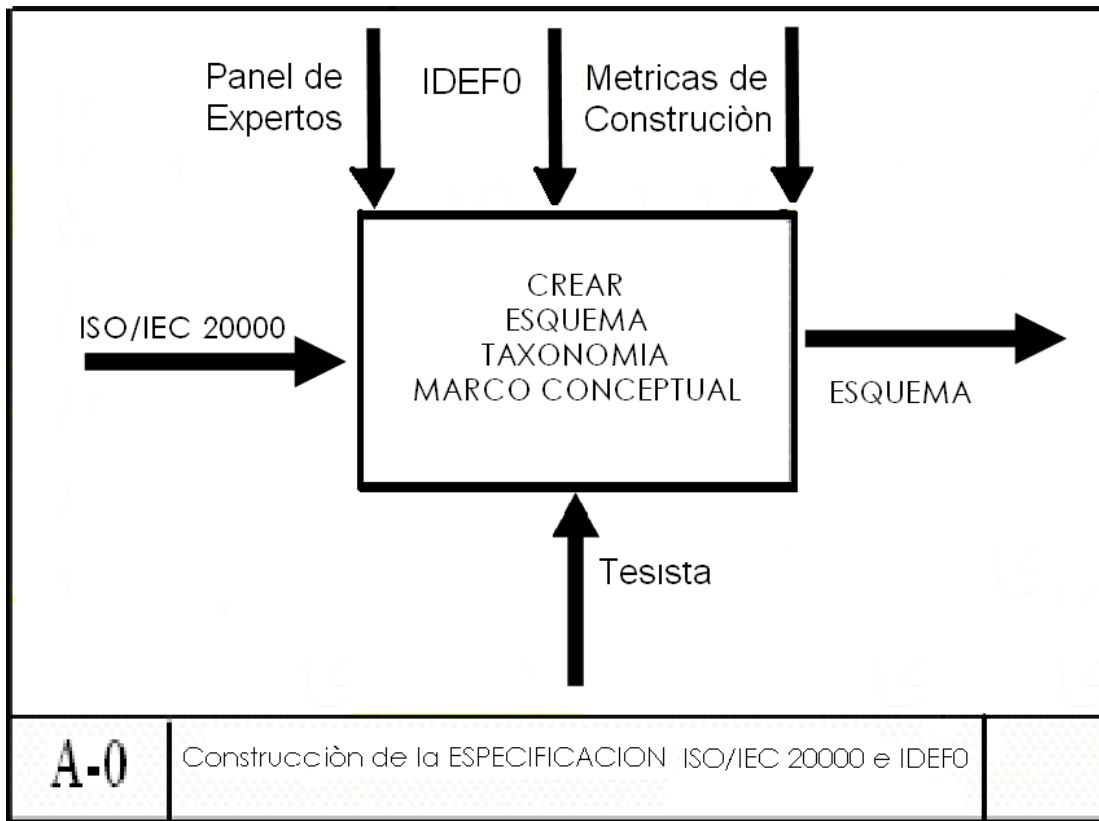 Panel de
Expertos
IDEF0
Metricas de
Construciòn
ISO/IEC 20000
CREAR
ESQUEMA
TAXONOMIA
MARCO CONCEPTUAL
ESQUEMA
Tesista
A-0
Construcciòn de la ESPECIFICACION ISO/IEC 20000 e IDEF0